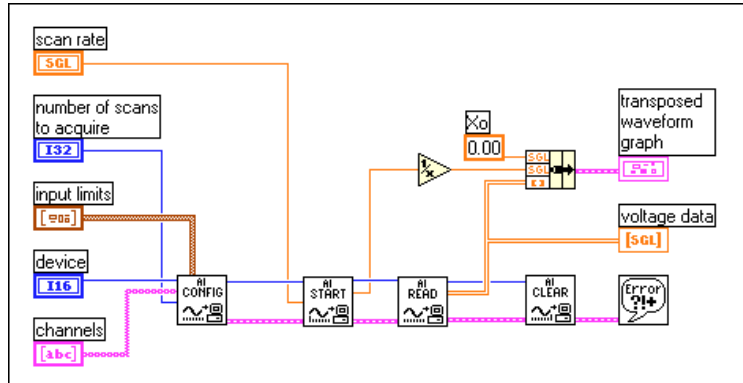 scan rate
SGL
number of scans
to acquire
I32
input limits
device
I16
channels
[abc]
AI
CONFIG
AI
START
AI
READ
AI
CLEAR
Xo
0.00
1/x
SGL
SGL
transposed
waveform
graph
voltage data
[SGL]
Error
?!+